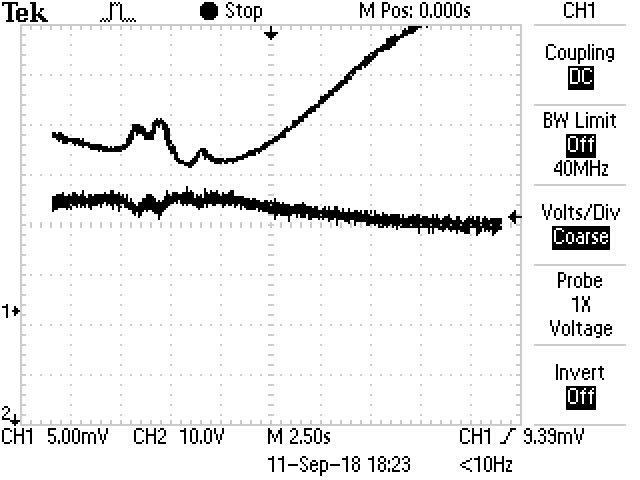 Tek Stop M Pos: 0.000s CH1
Coupling
DC
BW Limit
Off
40MHz
Volts/Div
Coarse
Probe
1X
Voltage
Invert
Off
1
2
CH1 5.00mV CH2 10.0V M 2.50s CH1 9.39mV
11-Sep-18 18:23 <10Hz